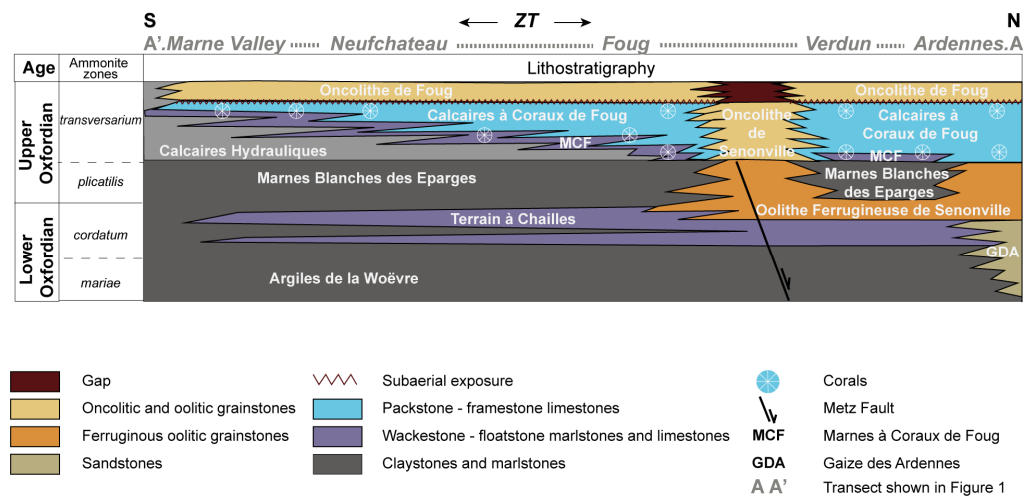 S ZT N
A'.Marne Valley Neufchateau Foug Verdun Ardennes.A
Age Ammonite zones Lithostratigraphy
Upper Oxfordian
Lower Oxfordian
transversarium
plicatilis
cordatum
mariae
Oncolithe de Foug
Oncolithe de Foug
Calcaires à Coraux de Foug
Oncolithe de Senonville
Calcaires à Coraux de Foug
MCF
MCF
Calcaires Hydrauliques
Marnes Blanches des Eparges
Marnes Blanches des Eparges
Terrain à Chailles
Oolithe Ferrugineuse de Senonville
GDA
Argiles de la Woëvre
Gap
Oncolitic and oolitic grainstones
Ferruginous oolitic grainstones
Sandstones
Subaerial exposure
Packstone - framestone limestones
Wackestone - floatstone marlstones and limestones
Claystones and marlstones
Corals
Metz Fault
MCF Marnes à Coraux de Foug
GDA Gaize des Ardennes
A A' Transect shown in Figure 1